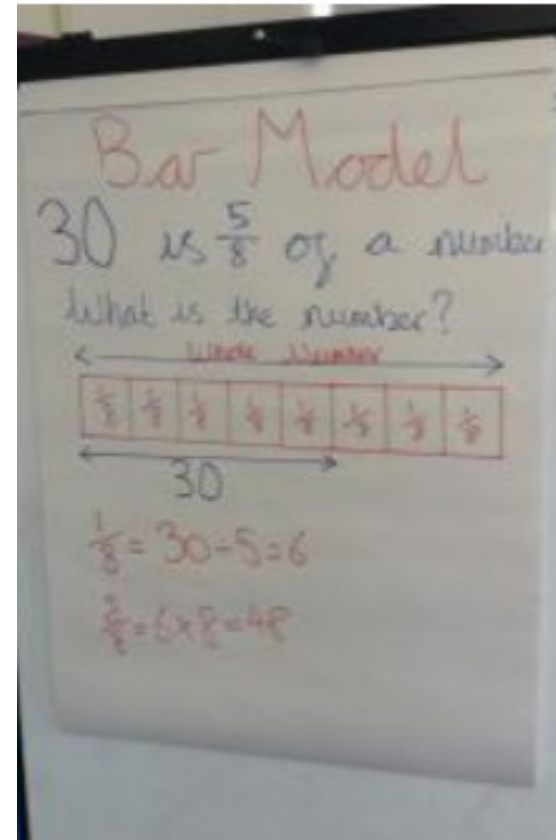 Bar Model
30 is 5/8 of a number
What is the number?
Whole Number
1/8 1/8 1/8 1/8 1/8 1/8 1/8 1/8
30
1/8 = 30÷5=6
8/8 = 6×8=48